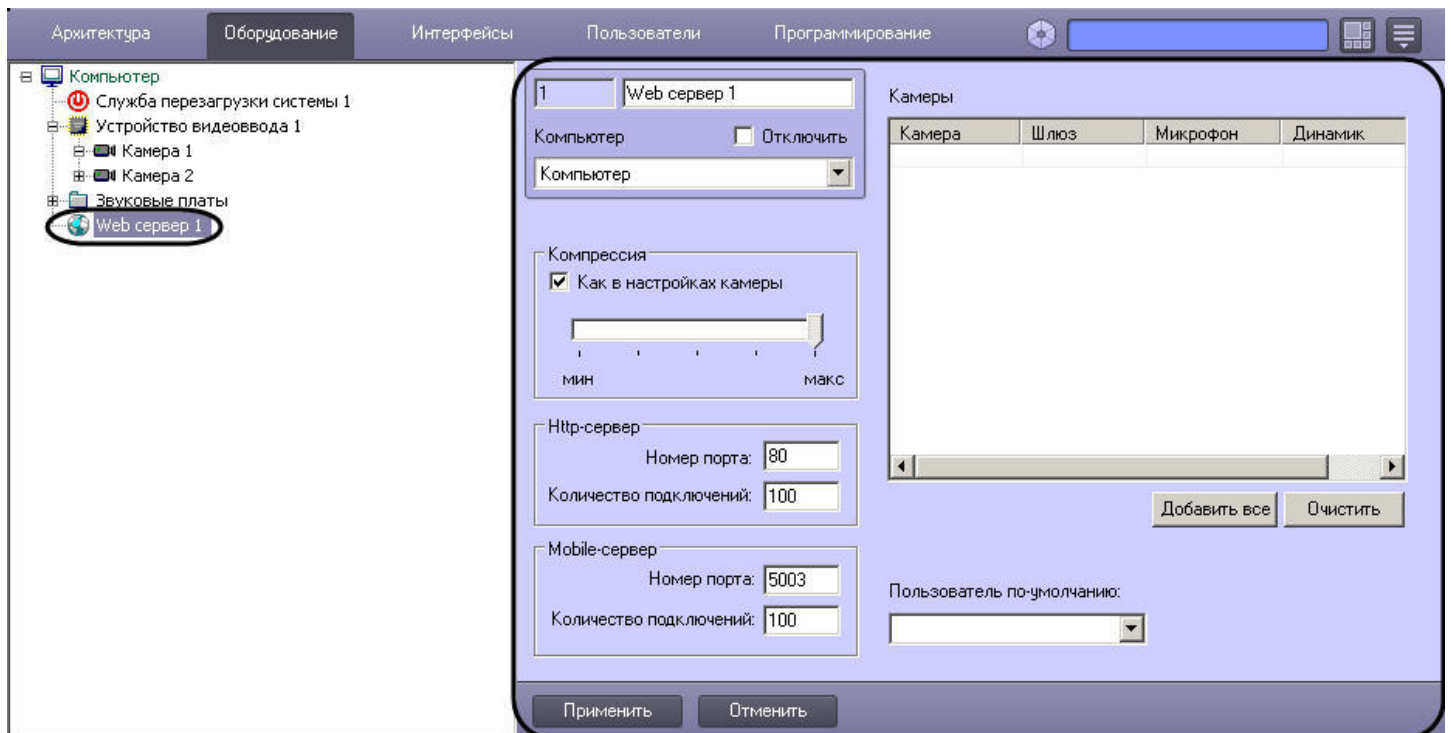 Архитектура Оборудование Интерфейсы Пользователи Программирование
Компьютер
Служба перезагрузки системы 1
Устройство видеоввода 1
Камера 1
Камера 2
Звуковые платы
Web сервер 1
1 Web сервер 1
Компьютер Отключить
Компьютер
Компрессия
Как в настройках камеры
мин макс
Http-сервер
Номер порта: 80
Количество подключений: 100
Mobile-сервер
Номер порта: 5003
Количество подключений: 100
Камеры
Камера Шлюз Микрофон Динамик
Добавить все Очистить
Пользователь по-умолчанию:
Применить Отменить